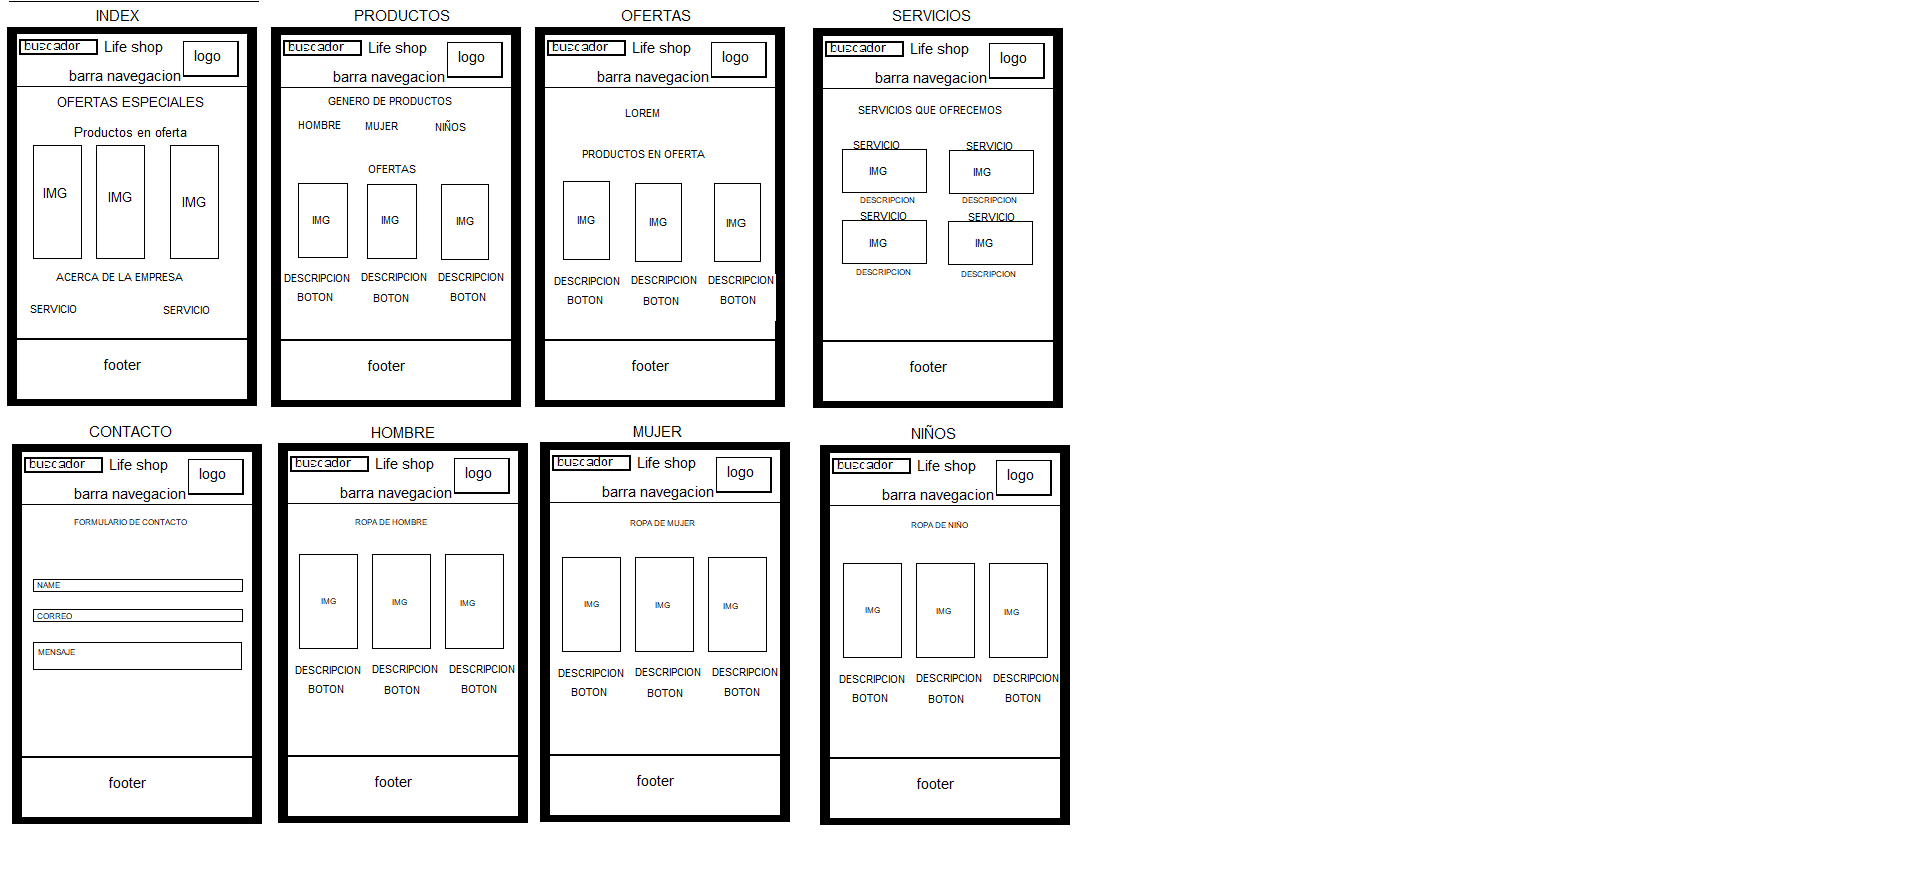 INDEX
buscador Life shop
logo
barra navegacion
OFERTAS ESPECIALES
Productos en oferta
IMG IMG IMG
ACERCA DE LA EMPRESA
SERVICIO SERVICIO
footer
PRODUCTOS
buscador Life shop
logo
barra navegacion
GENERO DE PRODUCTOS
HOMBRE MUJER NIÑOS
OFERTAS
IMG IMG IMG
DESCRIPCION DESCRIPCION DESCRIPCION
BOTON BOTON BOTON
footer
OFERTAS
buscador Life shop
logo
barra navegacion
LOREM
PRODUCTOS EN OFERTA
IMG IMG IMG
DESCRIPCION DESCRIPCION DESCRIPCION
BOTON BOTON BOTON
footer
SERVICIOS
buscador Life shop
logo
barra navegacion
SERVICIOS QUE OFRECEMOS
SERVICIO SERVICIO
IMG IMG
DESCRIPCION DESCRIPCION
SERVICIO SERVICIO
IMG IMG
DESCRIPCION DESCRIPCION
footer
CONTACTO
buscador Life shop
logo
barra navegacion
FORMULARIO DE CONTACTO
NAME
CORREO
MENSAJE
footer
HOMBRE
buscador Life shop
logo
barra navegacion
ROPA DE HOMBRE
IMG IMG IMG
DESCRIPCION DESCRIPCION DESCRIPCION
BOTON BOTON BOTON
footer
MUJER
buscador Life shop
logo
barra navegacion
ROPA DE MUJER
IMG IMG IMG
DESCRIPCION DESCRIPCION DESCRIPCION
BOTON BOTON BOTON
footer
NIÑOS
buscador Life shop
logo
barra navegacion
ROPA DE NIÑO
IMG IMG IMG
DESCRIPCION DESCRIPCION DESCRIPCION
BOTON BOTON BOTON
footer